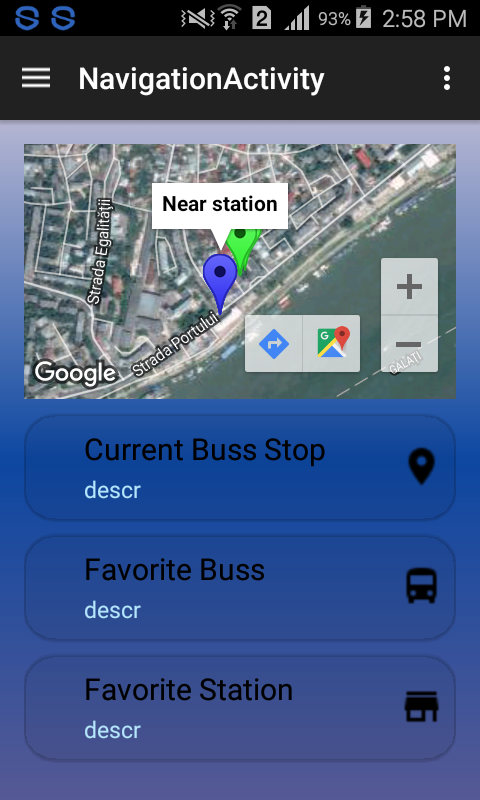 2 93% 2:58 PM
NavigationActivity
Near station
Strada Egalității
Strada Portului
GALAȚI
Google
Current Buss Stop
descr
Favorite Buss
descr
Favorite Station
descr